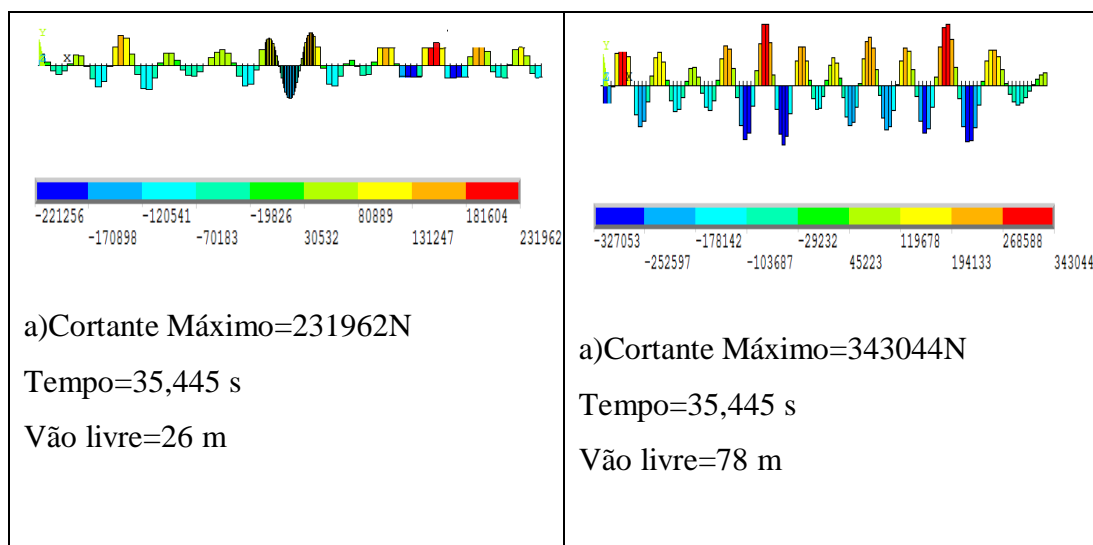 Y
X
-221256 -120541 -19826 80889 181604
-170898 -70183 30532 131247 231962
a)Cortante Máximo=231962N
Tempo=35,445 s
Vão livre=26 m
Y
Z X
-327053 -178142 -29232 119678 268588
-252597 -103687 45223 194133 343044
a)Cortante Máximo=343044N
Tempo=35,445 s
Vão livre=78 m